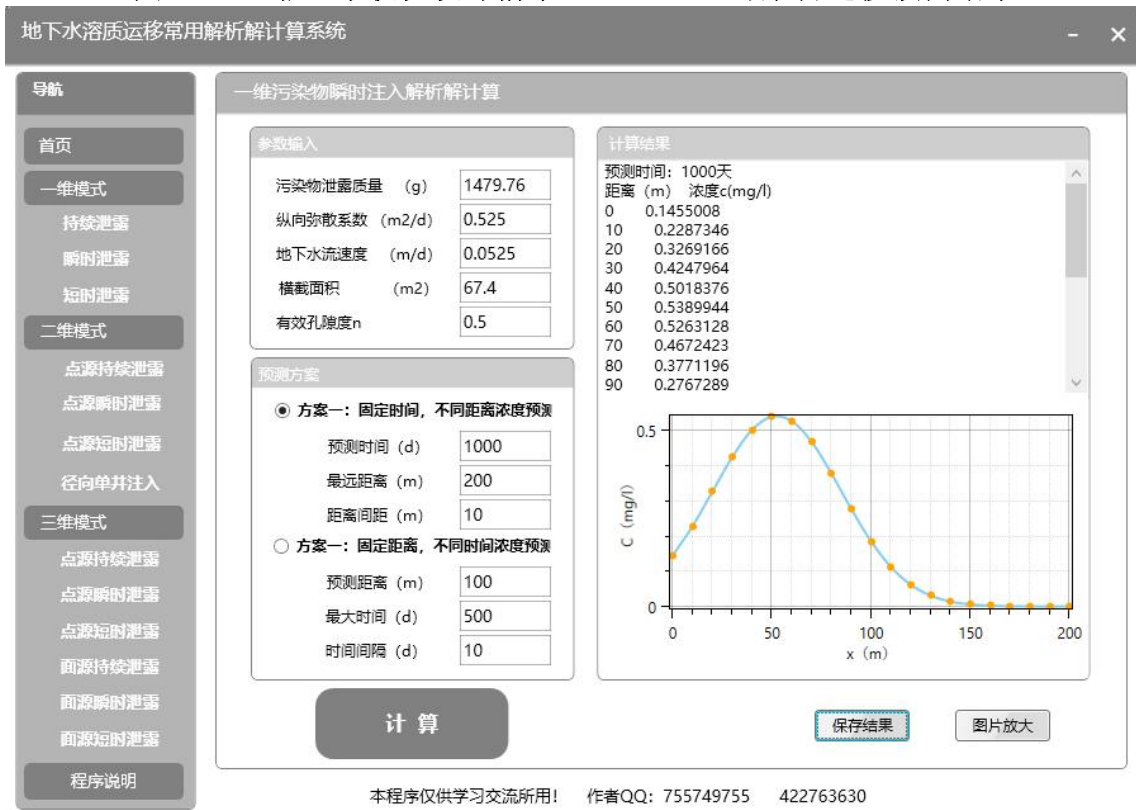 地下水溶质运移常用解析解计算系统
导航
首页
一维模式
持续泄露
瞬时泄露
短时泄露
二维模式
点源持续泄露
点源瞬时泄露
点源短时泄露
径向单井注入
三维模式
点源持续泄露
点源瞬时泄露
点源短时泄露
面源持续泄露
面源瞬时泄露
面源短时泄露
程序说明
一维污染物瞬时注入解析解计算
参数输入
污染物泄露质量 (g) 1479.76
纵向弥散系数 (m2/d) 0.525
地下水流速度 (m/d) 0.0525
横截面积 (m2) 67.4
有效孔隙度n 0.5
预测方案
方案一：固定时间，不同距离浓度预测
预测时间 (d) 1000
最远距离 (m) 200
距离间距 (m) 10
方案一：固定距离，不同时间浓度预测
预测距离 (m) 100
最大时间 (d) 500
时间间隔 (d) 10
计 算
计算结果
预测时间：1000天
距离 (m) 浓度c(mg/l)
0 0.1455008
10 0.2287346
20 0.3269166
30 0.4247964
40 0.5018376
50 0.5389944
60 0.5263128
70 0.4672423
80 0.3771196
90 0.2767289
C (mg/l)
0.5
0
0 50 100 150 200
x (m)
保存结果
图片放大
本程序仅供学习交流所用！ 作者QQ：755749755 422763630